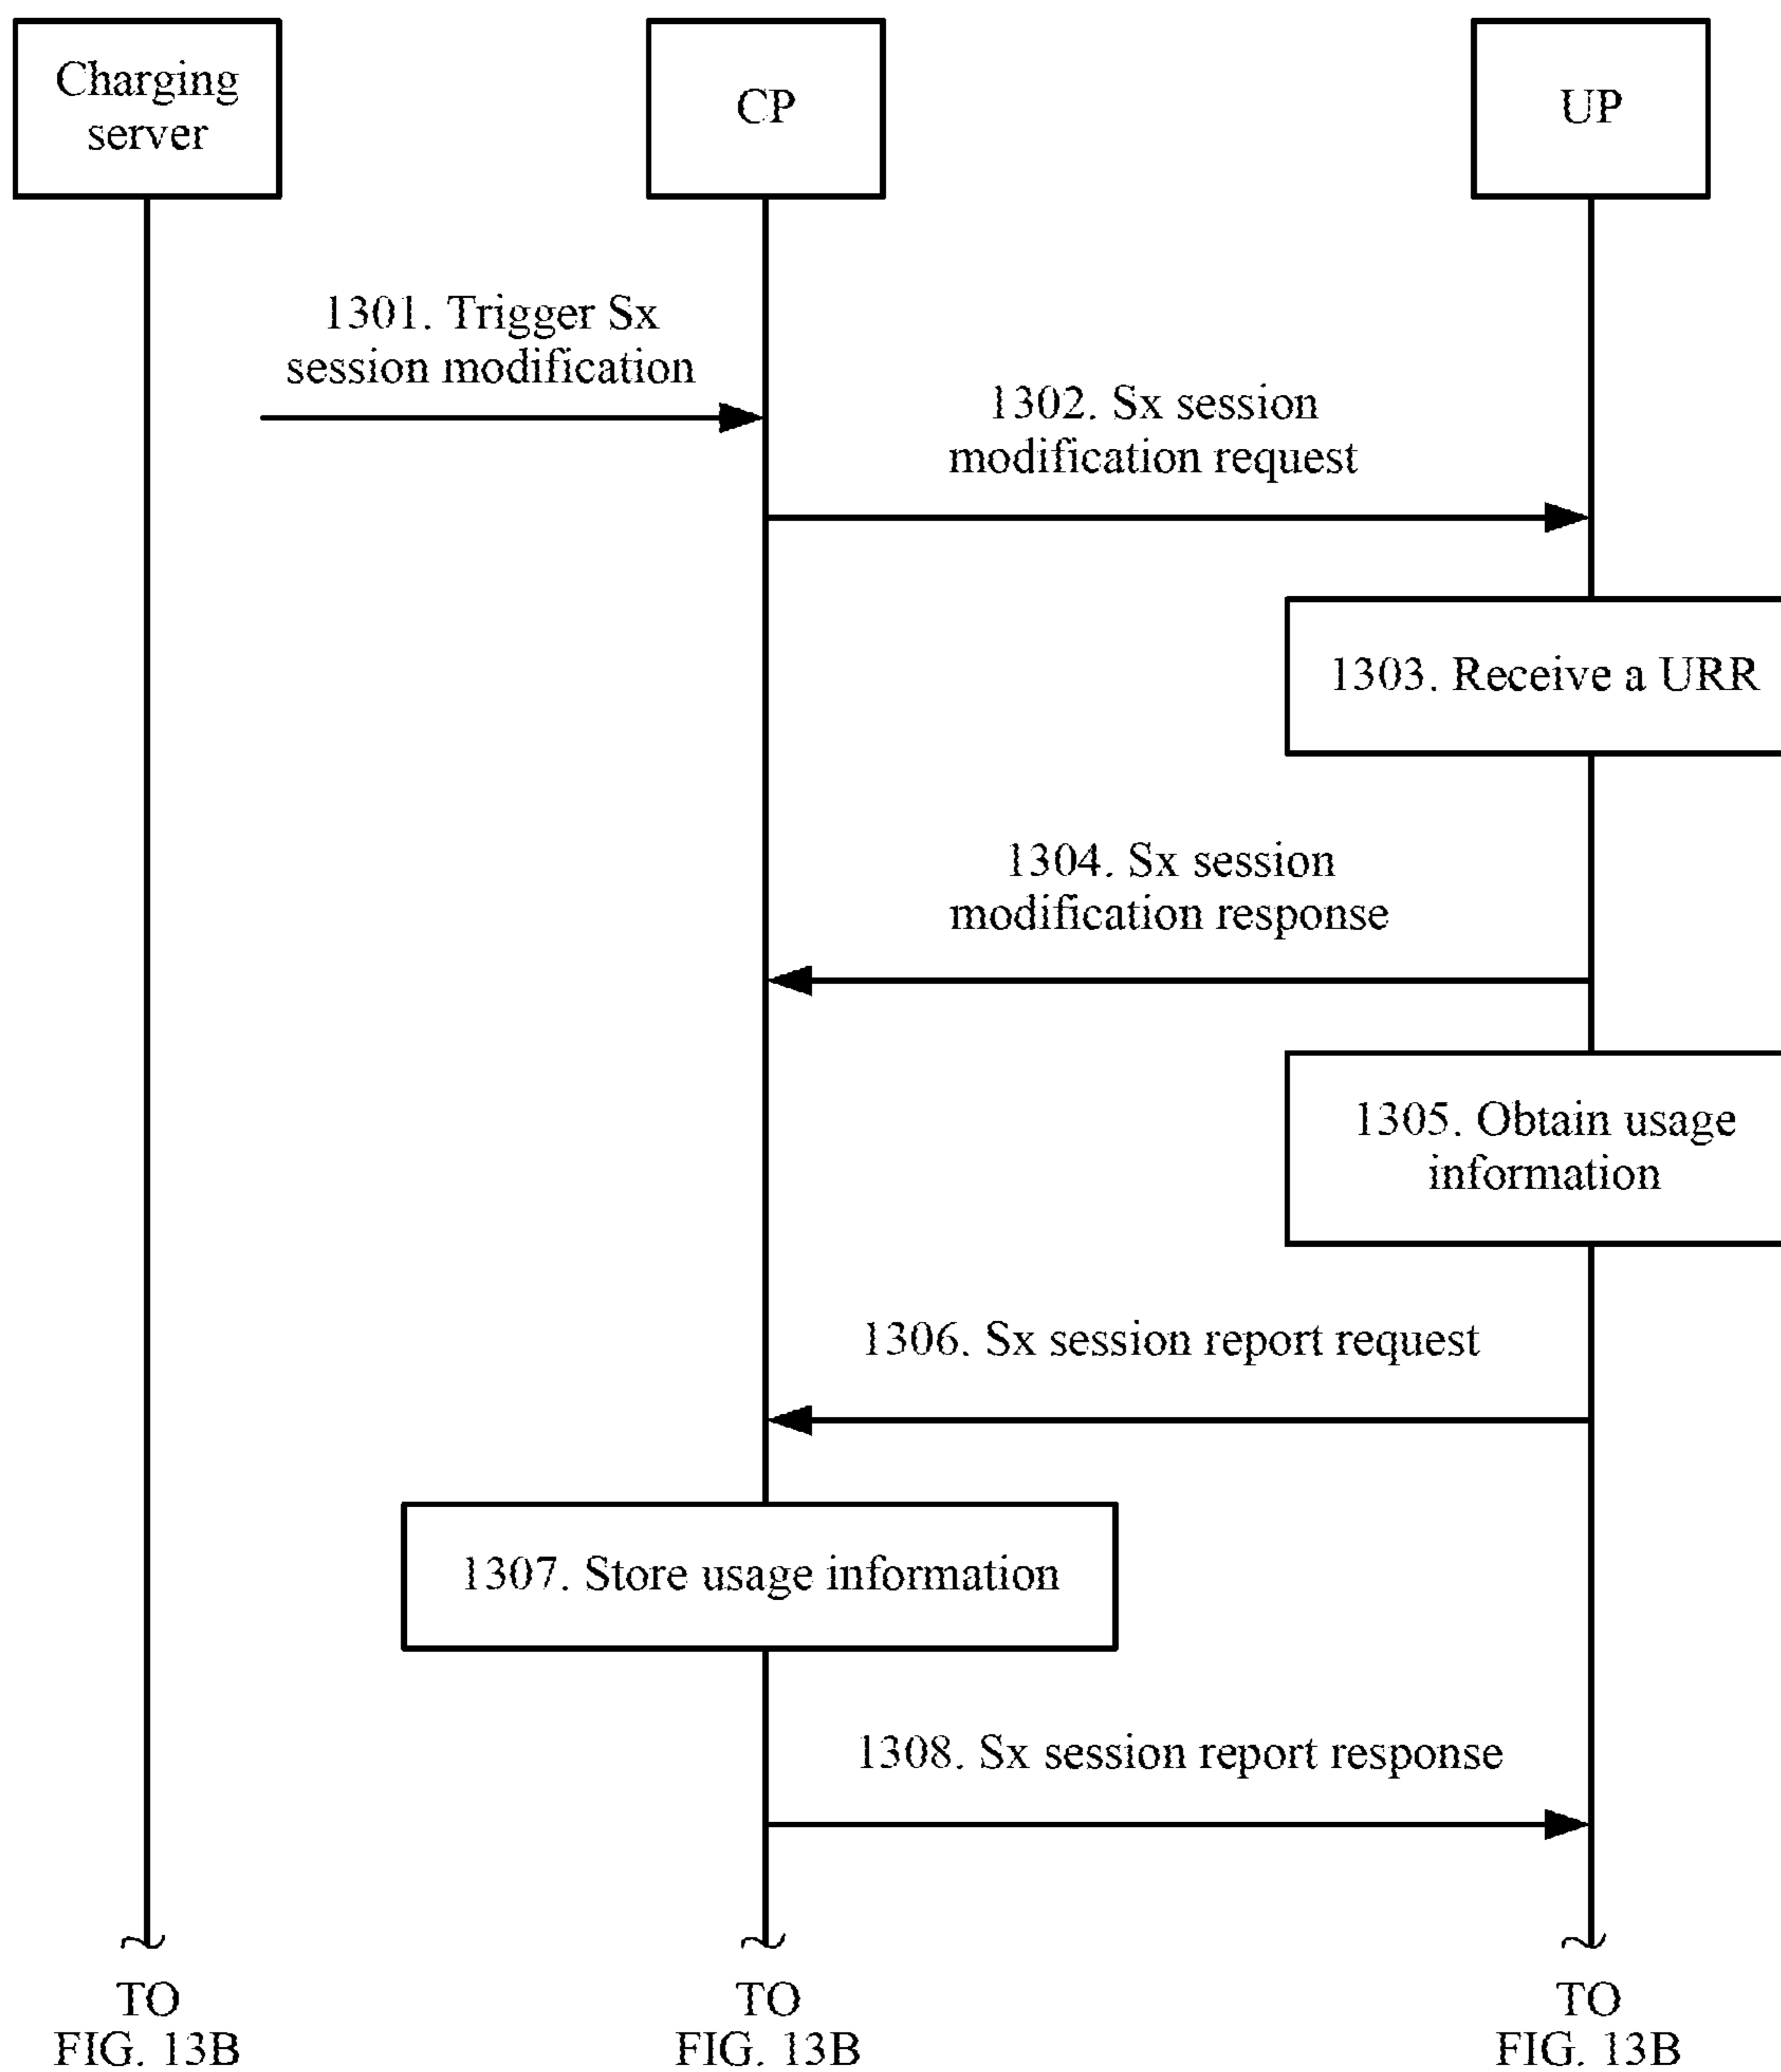 Charging
server
CP
UP
1301. Trigger Sx
session modification
1302. Sx session
modification request
1303. Receive a URR
1304. Sx session
modification response
1305. Obtain usage
information
1306. Sx session report request
1307. Store usage information
1308. Sx session report response
TO
FIG. 13B
TO
FIG. 13B
TO
FIG. 13B